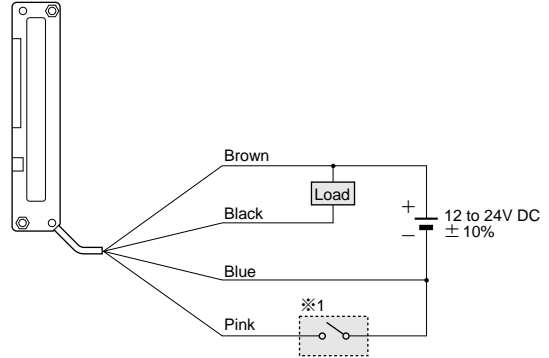 Brown
Load
Black
+
12 to 24V DC
−
± 10%
Blue
※1
Pink